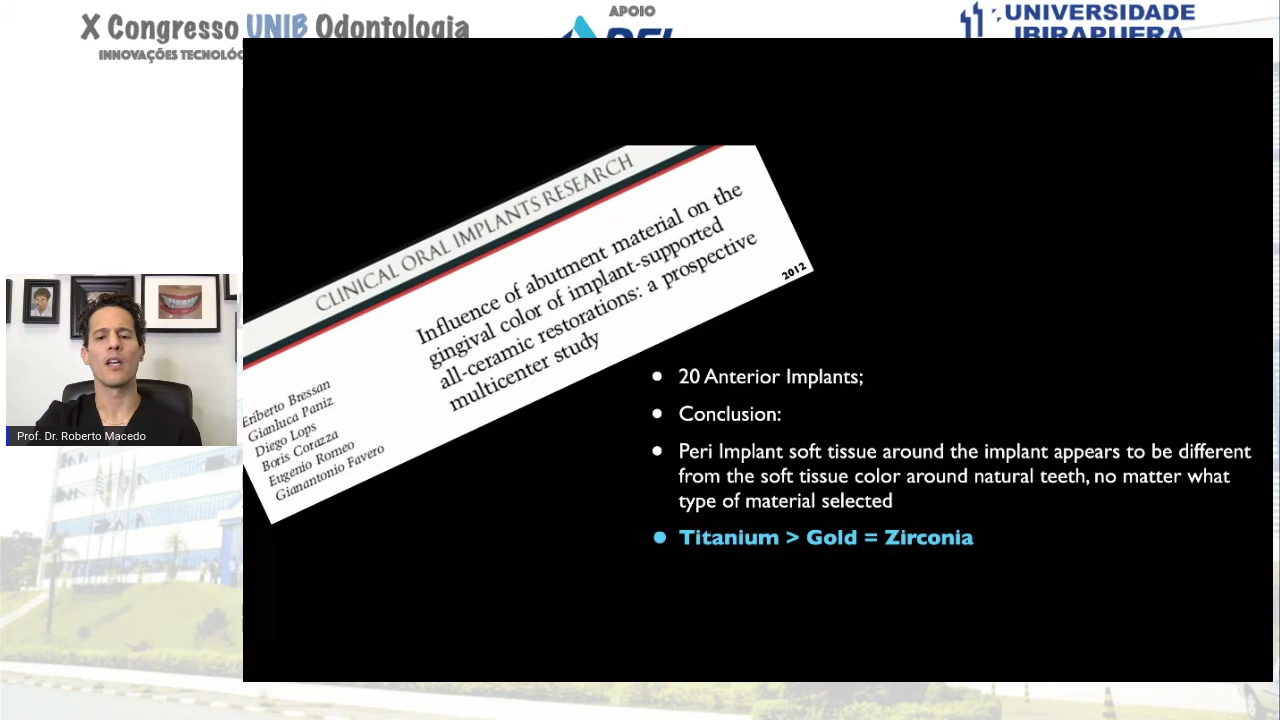 X Congresso UNIB Odontologia
INNOVAÇÕES
APOIO
UNIVERSIDADE
IBIRAPUERA
CLINICAL ORAL IMPLANTS RESEARCH
Influence of abutment material on the
gingival color of implant-supported
all-ceramic restorations: a prospective
multicenter study
2012
Eriberto Bressan
Gianluca Paniz
Diego Lops
Boris Corazza
Eugenio Romeo
Gianantonio Favero
• 20 Anterior Implants;
• Conclusion:
• Peri Implant soft tissue around the implant appears to be different
from the soft tissue color around natural teeth, no matter what
type of material selected
• Titanium > Gold = Zirconia
Prof. Dr. Roberto Macedo